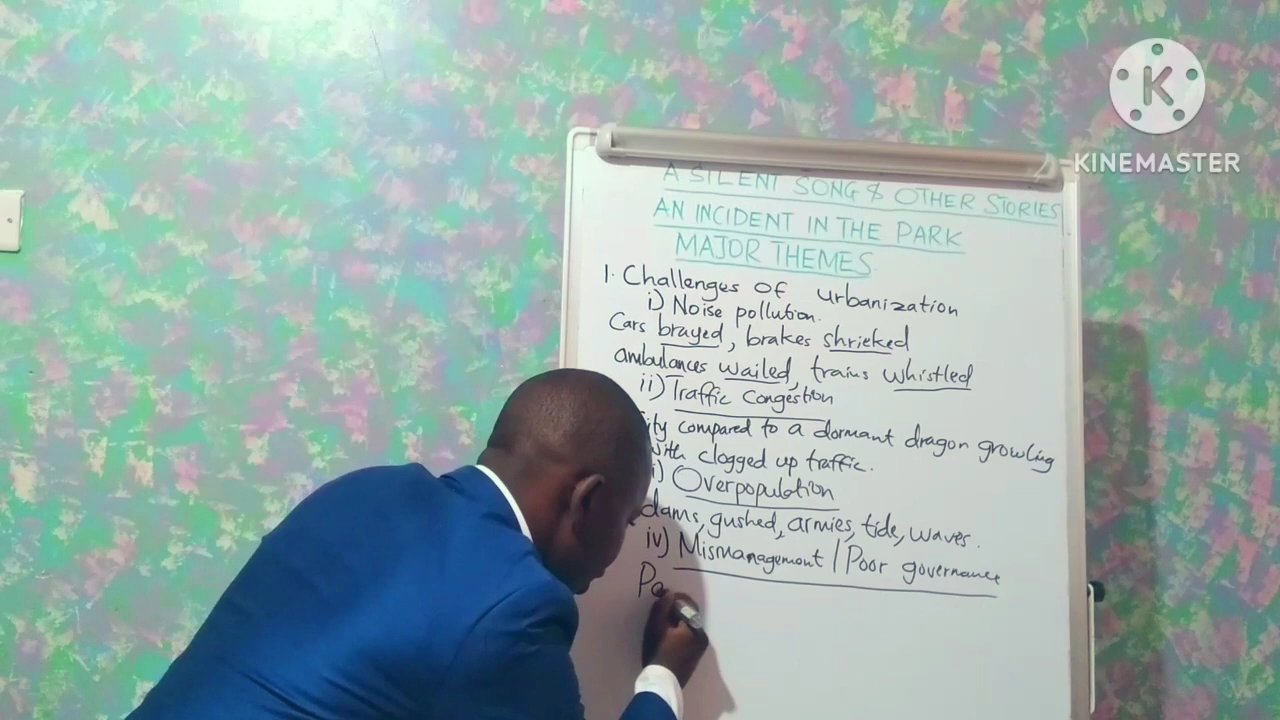 KINEMASTER
A SILENT SONG & OTHER STORIES
AN INCIDENT IN THE PARK
MAJOR THEMES
1. Challenges of urbanization
i) Noise pollution.
Cars brayed, brakes shrieked
ambulances wailed, trains whistled
ii) Traffic Congestion
ity compared to a dormant dragon growling
with clogged up traffic.
i) Overpopulation
dams, gushed, armies, tide, waves.
iv) Mismanagement / Poor governance
Pe